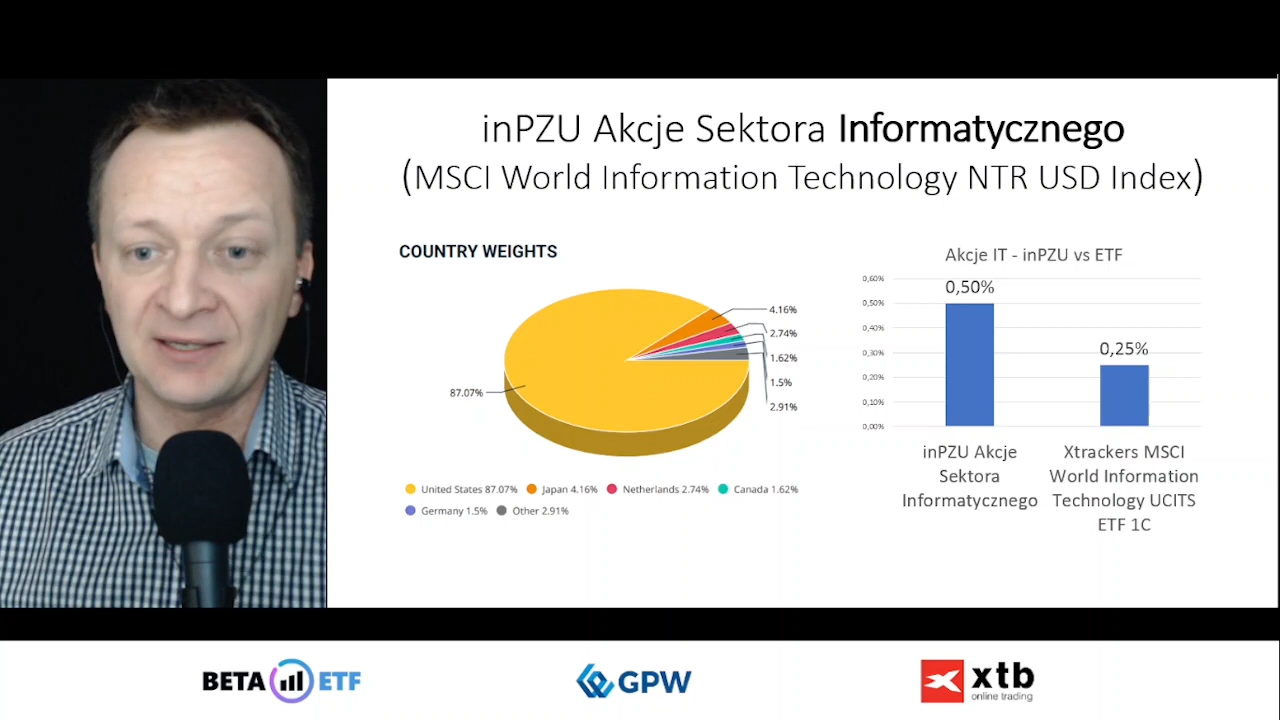 inPZU Akcje Sektora Informatycznego
(MSCI World Information Technology NTR USD Index)
COUNTRY WEIGHTS
4.16%
2.74%
1.62%
1.5%
2.91%
87.07%
United States 87.07% Japan 4.16% Netherlands 2.74% Canada 1.62%
Germany 1.5% Other 2.91%
Akcje IT - inPZU vs ETF
0,60%
0,50%
0,40%
0,30%
0,20%
0,10%
0,00%
0,50%
0,25%
inPZU Akcje
Sektora
Informatycznego
Xtrackers MSCI
World Information
Technology UCITS
ETF 1C
BETA ETF
GPW
xtb
online trading